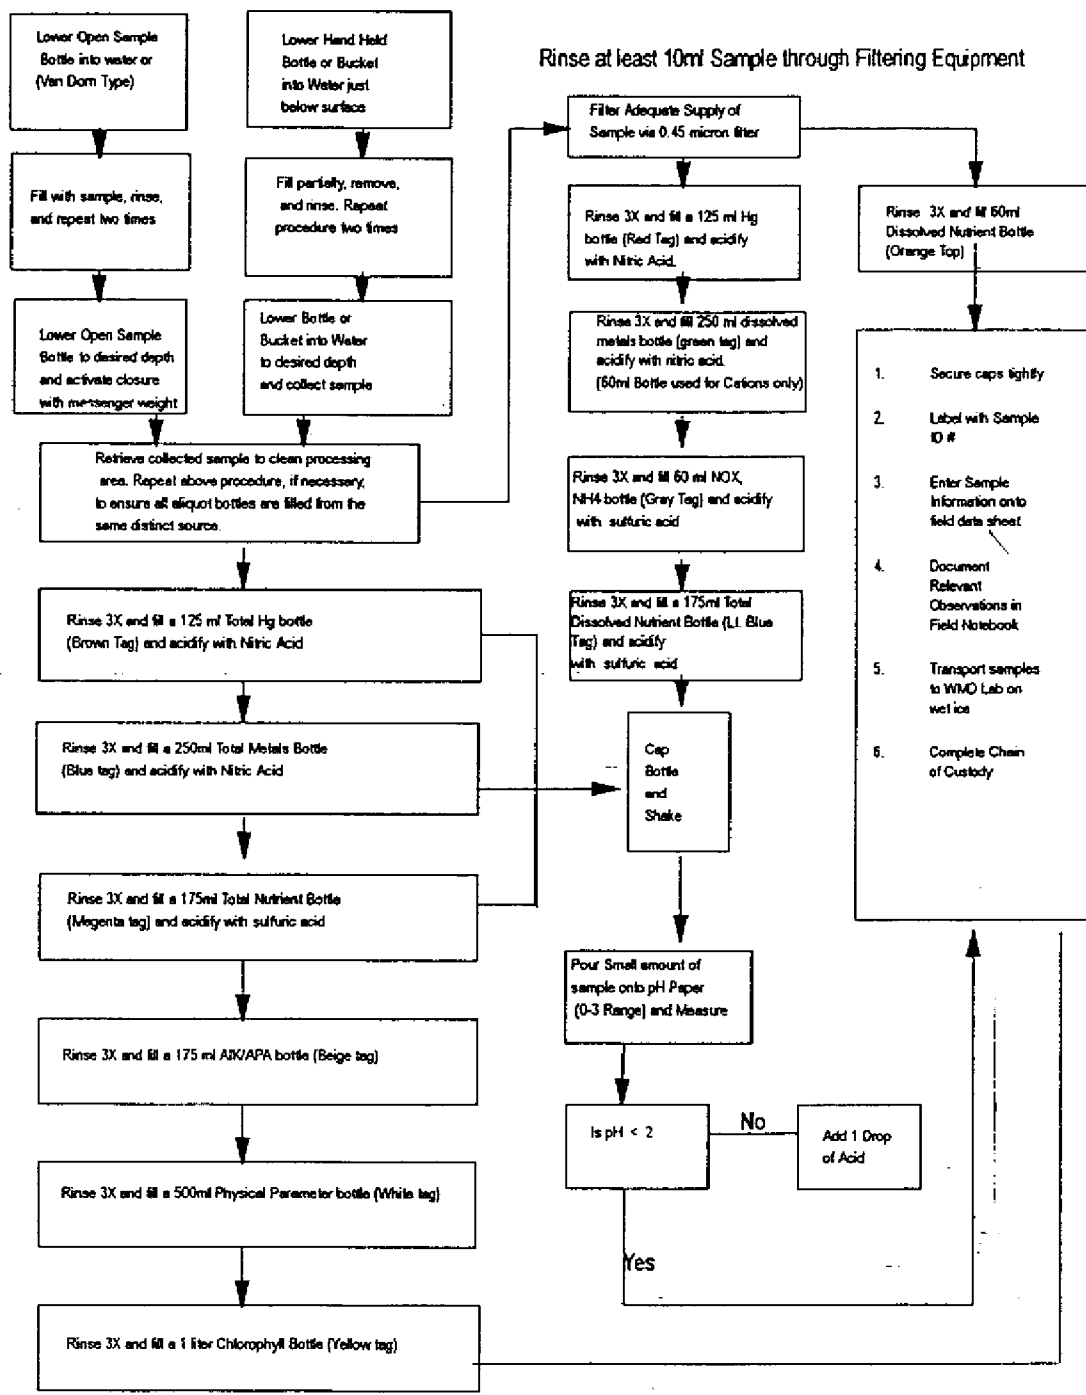 Lower Open Sample
Bottle into water or
(Van Dorn Type)
Lower Hand Held
Bottle or Bucket
into Water just
below surface
Fill with sample, rinse,
and repeat two times
Fill partially, remove,
and rinse. Repeat
procedure two times
Lower Open Sample
Bottle to desired depth
and activate closure
with messenger weight
Lower Bottle or
Bucket into Water
to desired depth
and collect sample
Retrieve collected sample to clean processing
area. Repeat above procedure, if necessary,
to ensure all aliquot bottles are filled from the
same distinct source.
Rinse 3X and fill a 125 ml Total Hg bottle
(Brown Tag) and acidify with Nitric Acid
Rinse 3X and fill a 250ml Total Metals Bottle
(Blue tag) and acidify with Nitric Acid
Rinse 3X and fill a 175ml Total Nutrient Bottle
(Magenta tag) and acidify with sulfuric acid
Rinse 3X and fill a 175 ml AlK/APA bottle (Beige tag)
Rinse 3X and fill a 500ml Physical Parameter bottle (White tag)
Rinse 3X and fill a 1 liter Chlorophyll Bottle (Yellow tag)
Rinse at least 10ml Sample through Filtering Equipment
Filter Adequate Supply of
Sample via 0.45 micron filter
Rinse 3X and fill a 125 ml Hg
bottle (Red Tag) and acidify
with Nitric Acid.
Rinse 3X and fill 250 ml dissolved
metals bottle (green tag) and
acidify with nitric acid.
(60ml Bottle used for Cations only)
Rinse 3X and fill 60 ml NOX,
NH4 bottle (Gray Tag) and acidify
with sulfuric acid
Rinse 3X and fill a 175ml Total
Dissolved Nutrient Bottle (Lt. Blue
Tag) and acidify
with sulfuric acid
Cap
Bottle
and
Shake
Pour Small amount of
sample onto pH Paper
(0-3 Range) and Measure
Is pH < 2
No
Add 1 Drop
of Acid
Yes
Rinse 3X and fill 60ml
Dissolved Nutrient Bottle
(Orange Top)
1. Secure caps tightly
2. Label with Sample
ID #
3. Enter Sample
Information onto
field data sheet
4. Document
Relevant
Observations in
Field Notebook
5. Transport samples
to WMD Lab on
wet ice
6. Complete Chain
of Custody